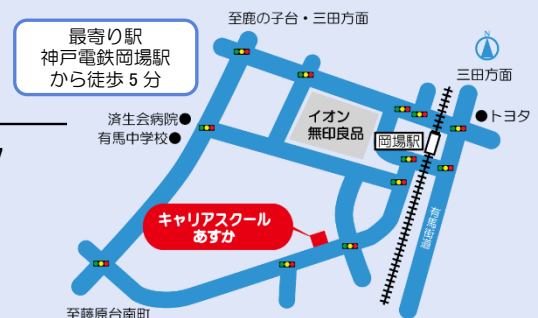 至鹿の子台・三田方面
最寄り駅
神戸電鉄岡場駅
から徒歩5分
N
三田方面
済生会病院●
有馬中学校●
イオン
無印良品
●トヨタ
岡場駅
キャリアスクール
あすか
有馬街道
至藤原台南町